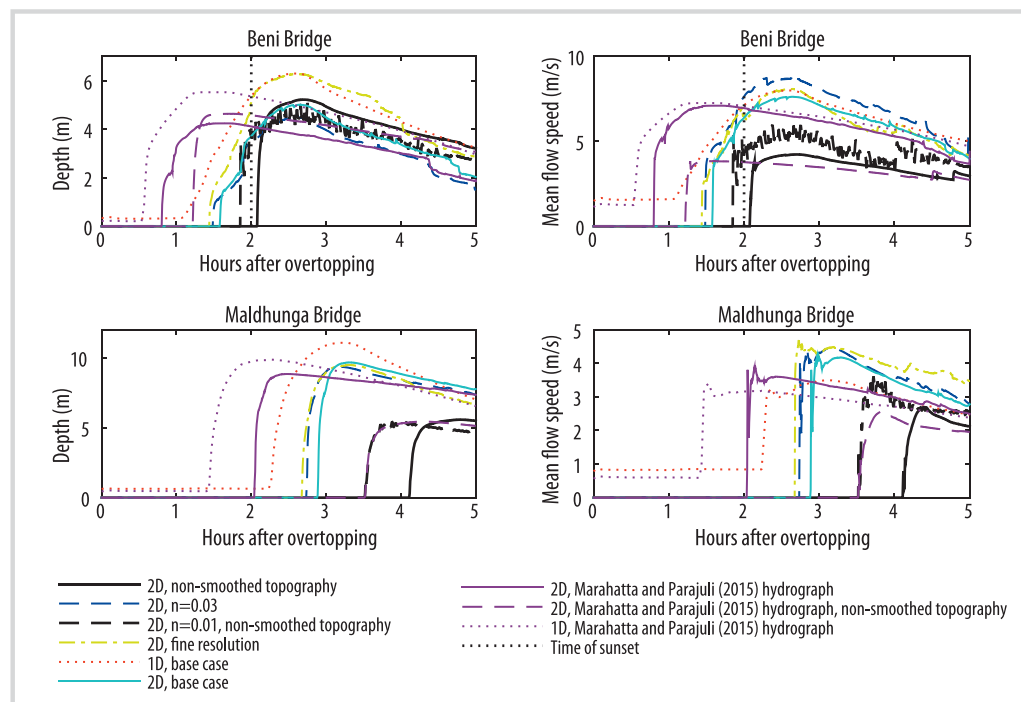 Beni Bridge
Depth (m)
6
4
2
0
0 1 2 3 4 5
Hours after overtopping
Beni Bridge
Mean flow speed (m/s)
10
5
0
0 1 2 3 4 5
Hours after overtopping
Maldhunga Bridge
Depth (m)
10
5
0
0 1 2 3 4 5
Hours after overtopping
Maldhunga Bridge
Mean flow speed (m/s)
5
4
3
2
1
0
0 1 2 3 4 5
Hours after overtopping
2D, non-smoothed topography
2D, n=0.03
2D, n=0.01, non-smoothed topography
2D, fine resolution
1D, base case
2D, base case
2D, Marahatta and Parajuli (2015) hydrograph
2D, Marahatta and Parajuli (2015) hydrograph, non-smoothed topography
1D, Marahatta and Parajuli (2015) hydrograph
Time of sunset